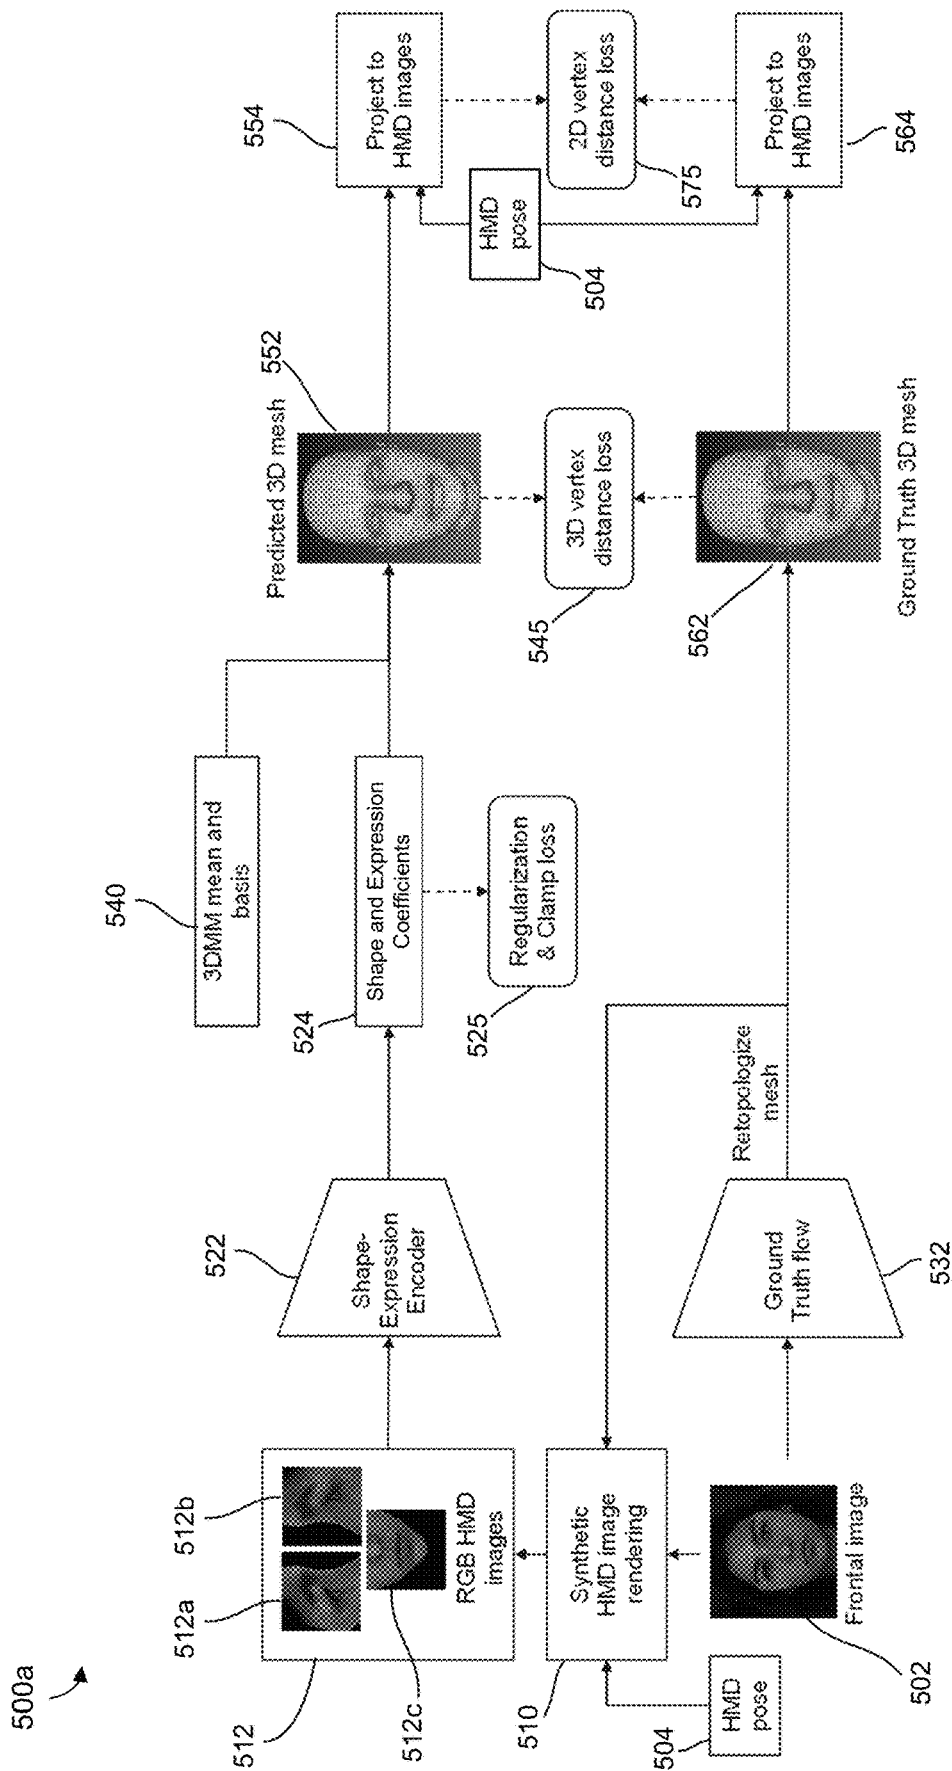 500a
512
512a
512b
512c
RGB HMD
images
510
Synthetic
HMD image
rendering
504
HMD
pose
502
Frontal image
522
Shape-
Expression
Encoder
532
Ground
Truth flow
Retopologize
mesh
540
3DMM mean and
basis
524
Shape and Expression
Coefficients
525
Regularization
& Clamp loss
Predicted 3D mesh
552
545
3D vertex
distance loss
562
Ground Truth 3D mesh
554
Project to
HMD images
HMD
pose
504
2D vertex
distance loss
575
Project to
HMD images
564